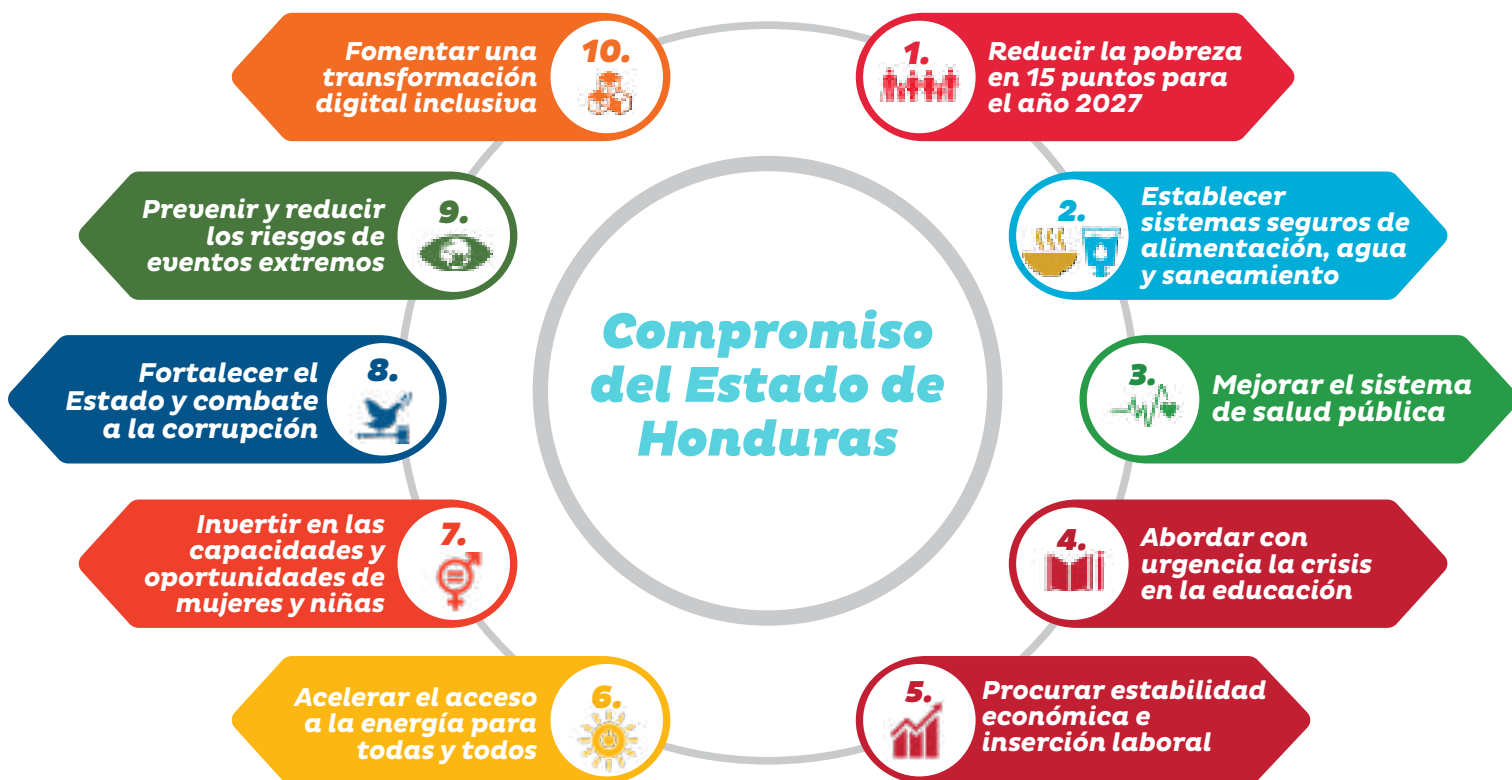 Compromiso
del Estado de
Honduras
1.
Reducir la pobreza
en 15 puntos para
el año 2027
2.
Establecer
sistemas seguros de
alimentación, agua
y saneamiento
3.
Mejorar el sistema
de salud pública
4.
Abordar con
urgencia la crisis
en la educación
5.
Procurar estabilidad
económica e
inserción laboral
6.
Acelerar el acceso
a la energía para
todas y todos
7.
Invertir en las
capacidades y
oportunidades de
mujeres y niñas
8.
Fortalecer el
Estado y combate
a la corrupción
9.
Prevenir y reducir
los riesgos de
eventos extremos
10.
Fomentar una
transformación
digital inclusiva